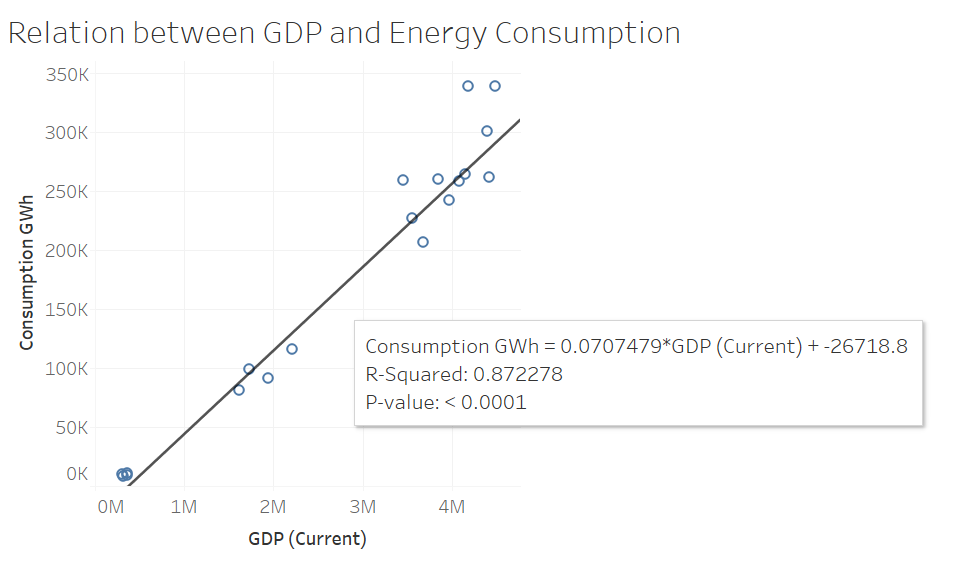 Relation between GDP and Energy Consumption
350K
300K
250K
200K
150K
100K
50K
0K
Consumption GWh
Consumption GWh = 0.0707479*GDP (Current) + -26718.8
R-Squared: 0.872278
P-value: < 0.0001
0M 1M 2M 3M 4M
GDP (Current)